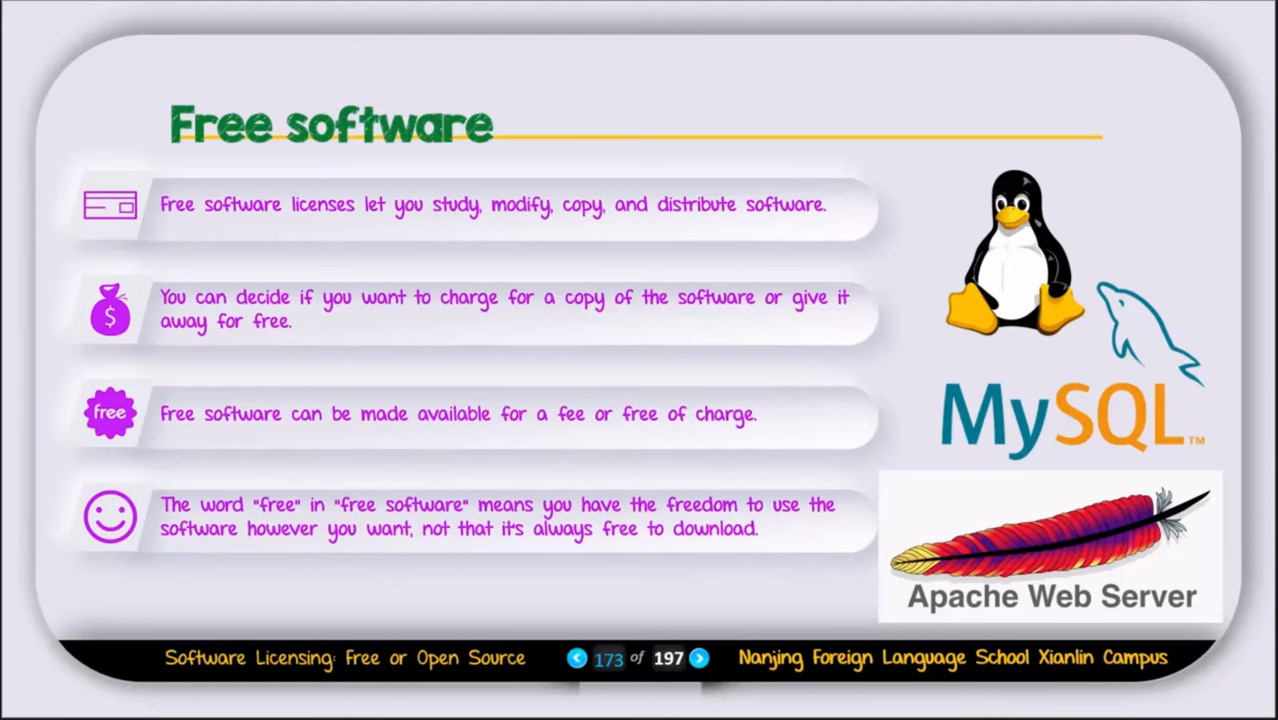 Free software
Free software licenses let you study, modify, copy, and distribute software.
$
You can decide if you want to charge for a copy of the software or give it
away for free.
free
Free software can be made available for a fee or free of charge.
The word "free" in "free software" means you have the freedom to use the
software however you want, not that it's always free to download.
MySQL™
Apache Web Server
Software Licensing: Free or Open Source
173 of 197
Nanjing Foreign Language School Xianlin Campus